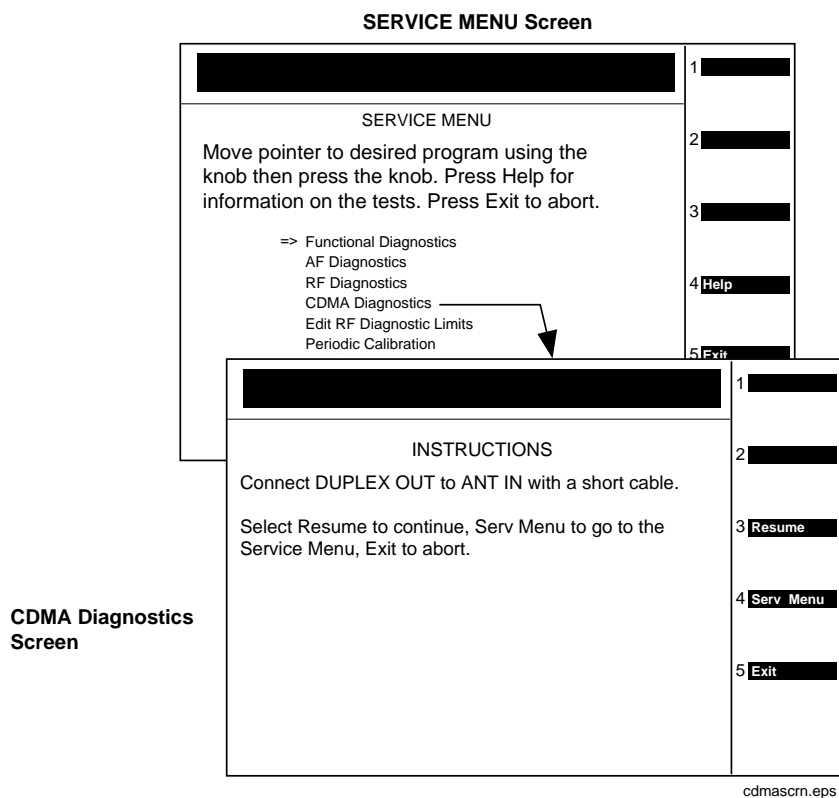 SERVICE MENU Screen
1
SERVICE MENU
2
Move pointer to desired program using the
knob then press the knob. Press Help for
information on the tests. Press Exit to abort.
3
=> Functional Diagnostics
AF Diagnostics
RF Diagnostics
4 Help
CDMA Diagnostics
Edit RF Diagnostic Limits
Periodic Calibration
5 Exit
1
INSTRUCTIONS
2
Connect DUPLEX OUT to ANT IN with a short cable.
Select Resume to continue, Serv Menu to go to the
Service Menu, Exit to abort.
3 Resume
4 Serv Menu
CDMA Diagnostics
Screen
5 Exit
cdmascrn.eps